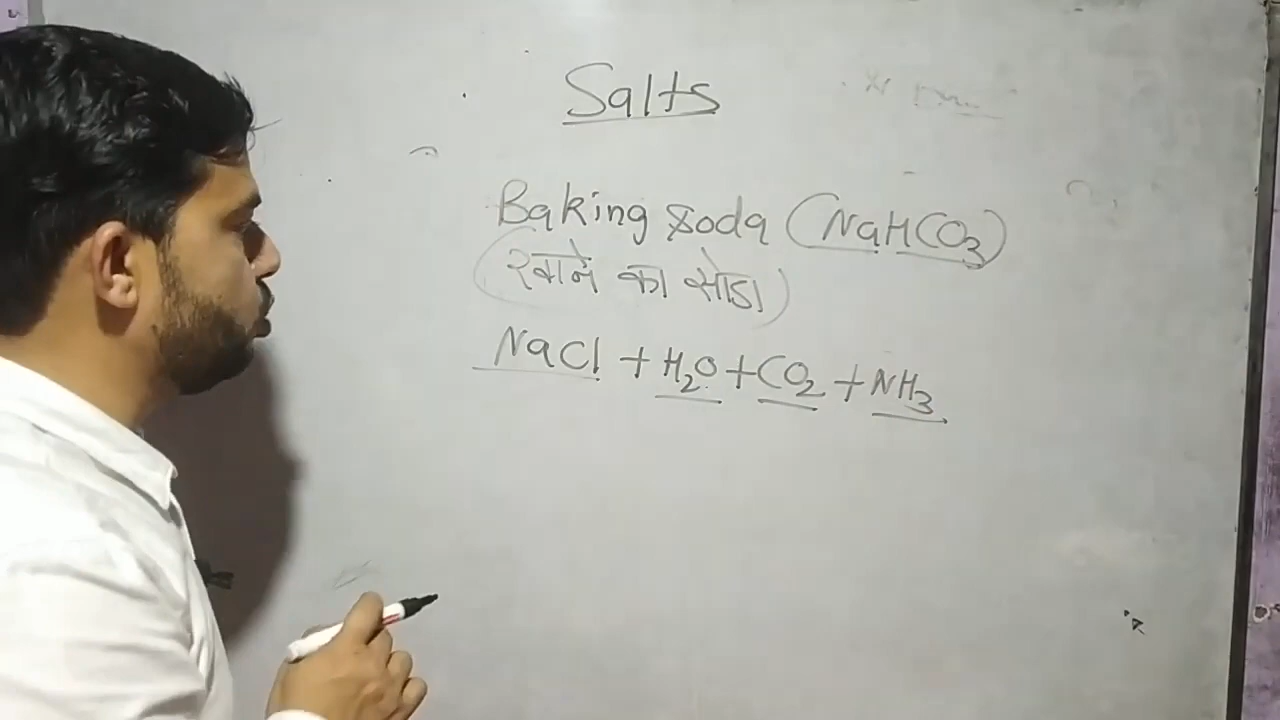 Salts
Baking soda (NaHCO₃)
(खाने का सोडा)
NaCl + H₂O + CO₂ + NH₃